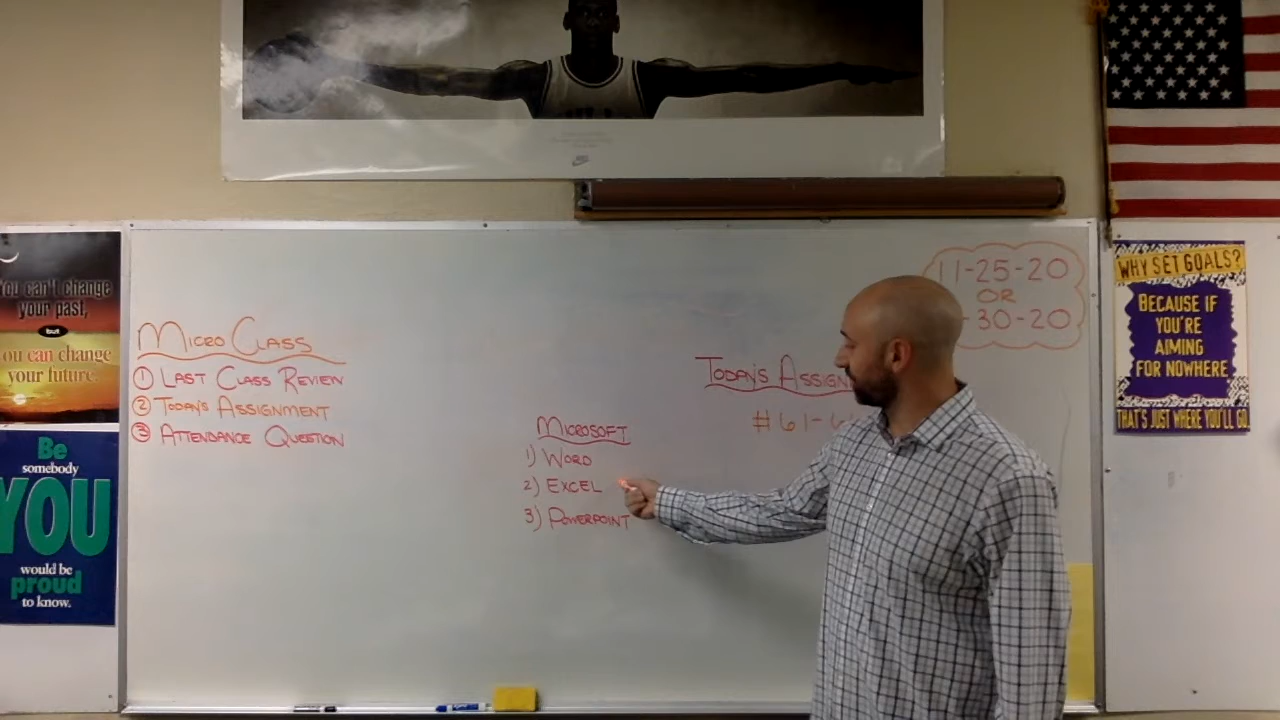 You can't change
your past,
but
you can change
your future.
Be
somebody
YOU
would be
proud
to know.
MICRO CLASS
① LAST CLASS REVIEW
② TODAY'S ASSIGNMENT
③ ATTENDANCE QUESTION
MICROSOFT
1) WORD
2) EXCEL
3) POWERPOINT
TODAY'S ASSIGN
#61-6
11-25-20
OR
-30-20
WHY SET GOALS?
BECAUSE IF
YOU'RE
AIMING
FOR NOWHERE
THAT'S JUST WHERE YOU'LL GO.